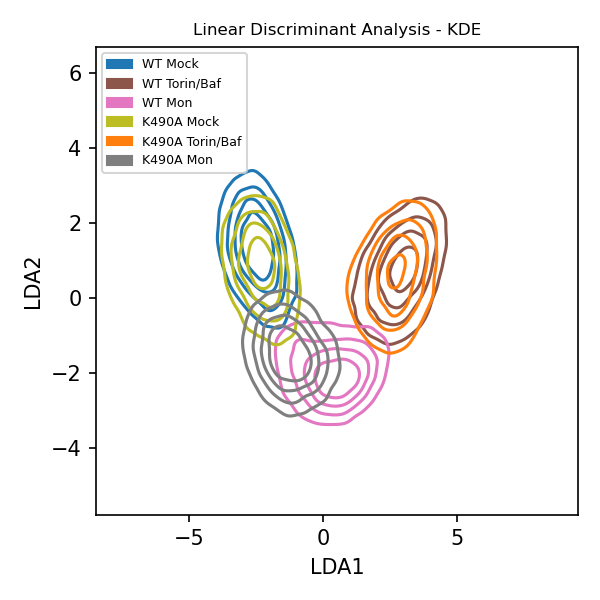 Linear Discriminant Analysis - KDE
WT Mock
WT Torin/Baf
WT Mon
K490A Mock
K490A Torin/Baf
K490A Mon
6
4
2
0
−2
−4
LDA2
−5
0
5
LDA1